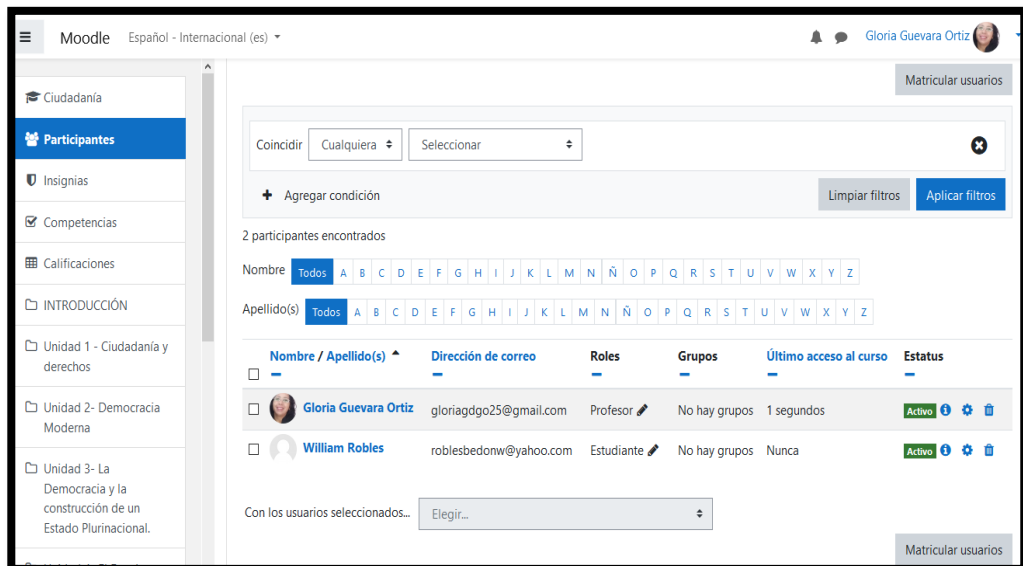 Moodle Español - Internacional (es) Gloria Guevara Ortiz
Matricular usuarios
Ciudadanía
Participantes
Insignias
Competencias
Calificaciones
INTRODUCCIÓN
Unidad 1 - Ciudadanía y
derechos
Unidad 2- Democracia
Moderna
Unidad 3- La
Democracia y la
construcción de un
Estado Plurinacional.
Coincidir Cualquiera Seleccionar
Agregar condición Limpiar filtros Aplicar filtros
2 participantes encontrados
Nombre Todos A B C D E F G H I J K L M N Ñ O P Q R S T U V W X Y Z
Apellido(s) Todos A B C D E F G H I J K L M N Ñ O P Q R S T U V W X Y Z
Nombre / Apellido(s) Dirección de correo Roles Grupos Último acceso al curso Estatus
Gloria Guevara Ortiz gloriagdgo25@gmail.com Profesor No hay grupos 1 segundos Activo
William Robles roblesbedonw@yahoo.com Estudiante No hay grupos Nunca Activo
Con los usuarios seleccionados... Elegir...
Matricular usuarios